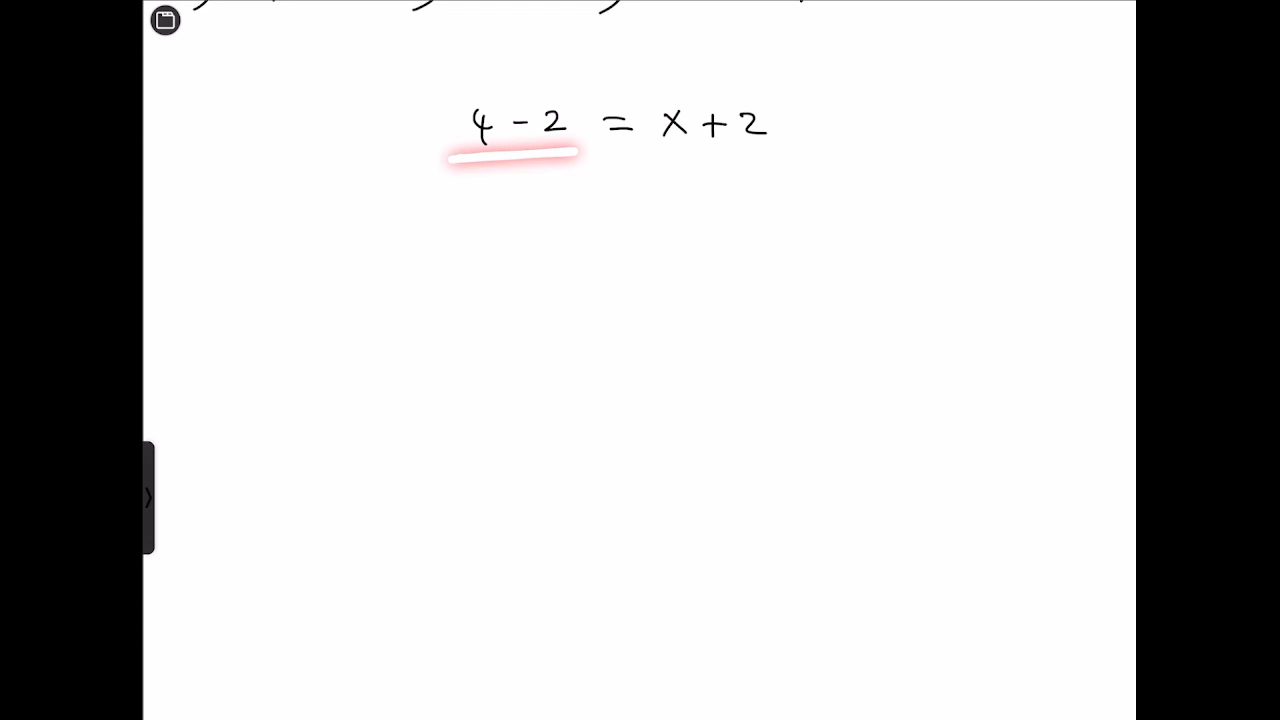 4 - 2 = x + 2